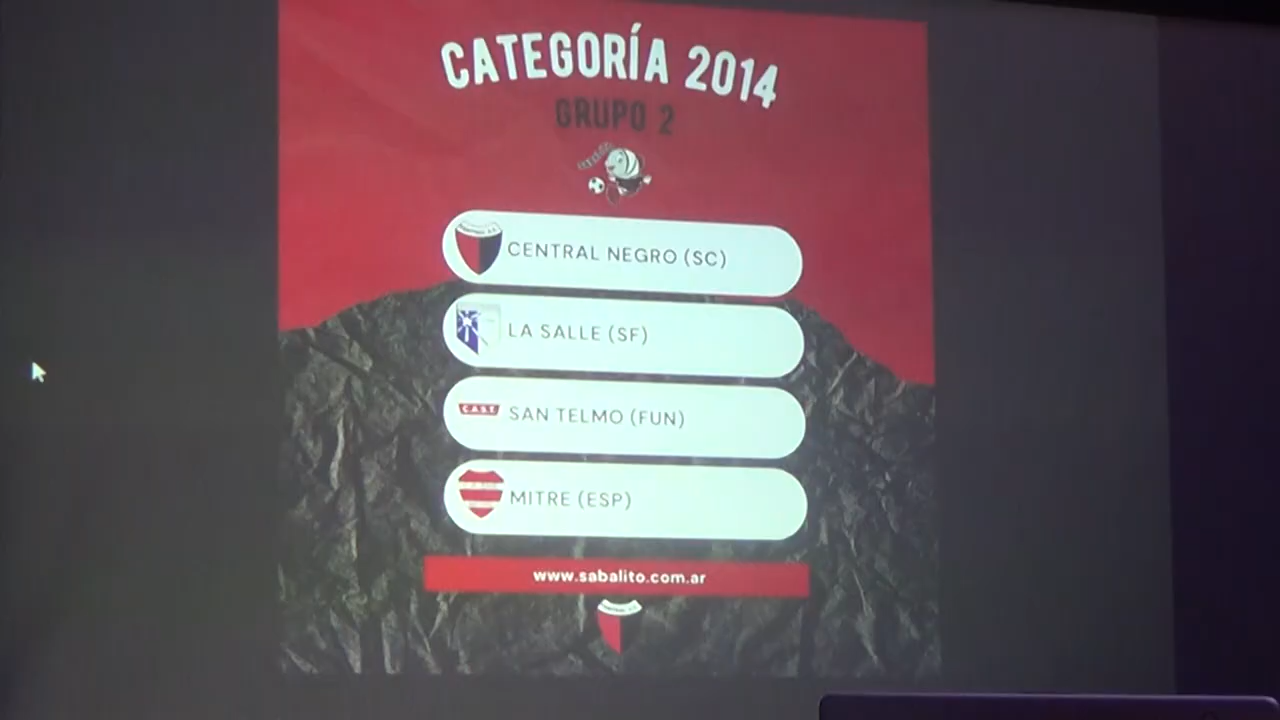 CATEGORÍA 2014
GRUPO 2
CENTRAL NEGRO (SC)
LA SALLE (SF)
C.A.S.T.
SAN TELMO (FUN)
MITRE (ESP)
www.sabalito.com.ar